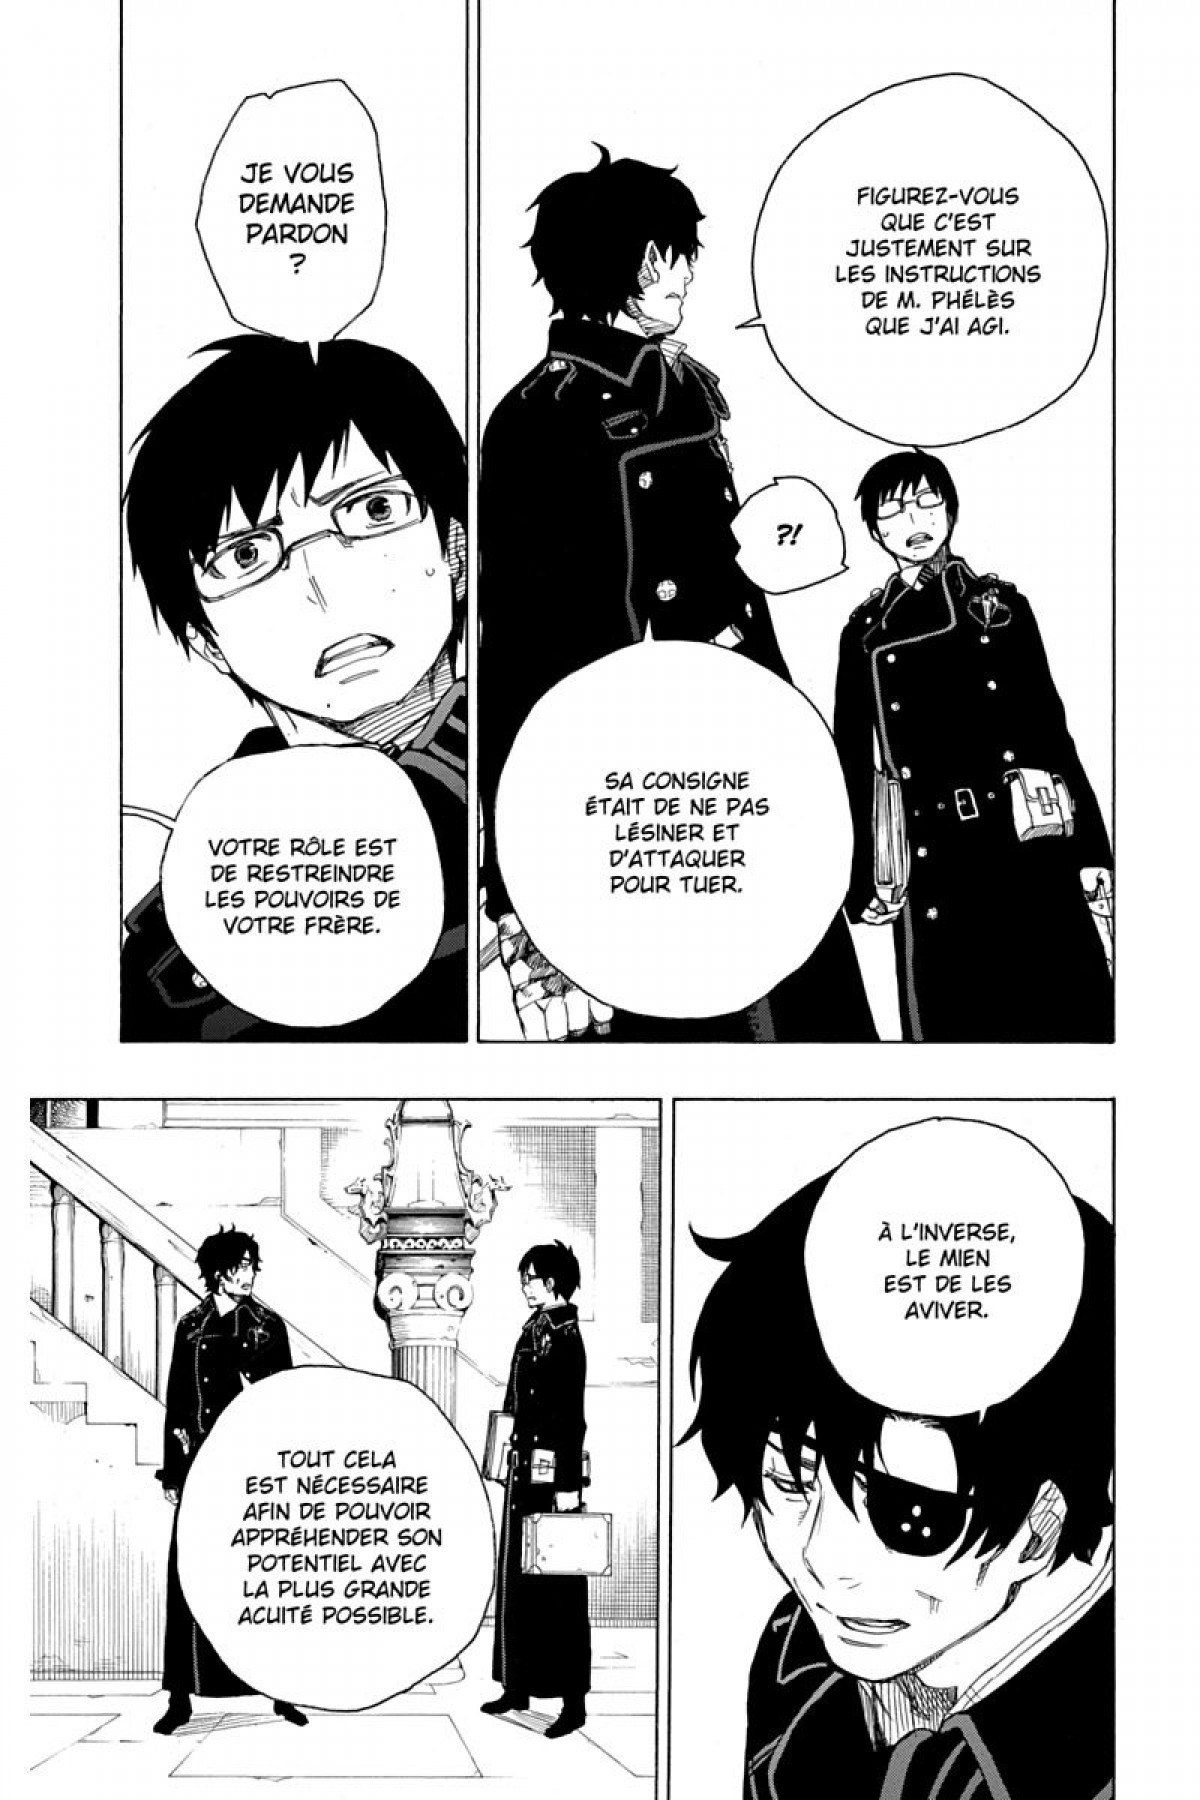 FIGUREZ-VOUS
QUE C'EST
JUSTEMENT SUR
LES INSTRUCTIONS
DE M. PHÉLÈS
QUE J'AI AGI.
?!
SA CONSIGNE
ÉTAIT DE NE PAS
LÉSINER ET
D'ATTAQUER
POUR TUER.
JE VOUS
DEMANDE
PARDON
?
VOTRE RÔLE EST
DE RESTREINDRE
LES POUVOIRS DE
VOTRE FRÈRE.
À L'INVERSE,
LE MIEN
EST DE LES
AVIVER.
TOUT CELA
EST NÉCESSAIRE
AFIN DE POUVOIR
APPRÉHENDER SON
POTENTIEL AVEC
LA PLUS GRANDE
ACUITÉ POSSIBLE.